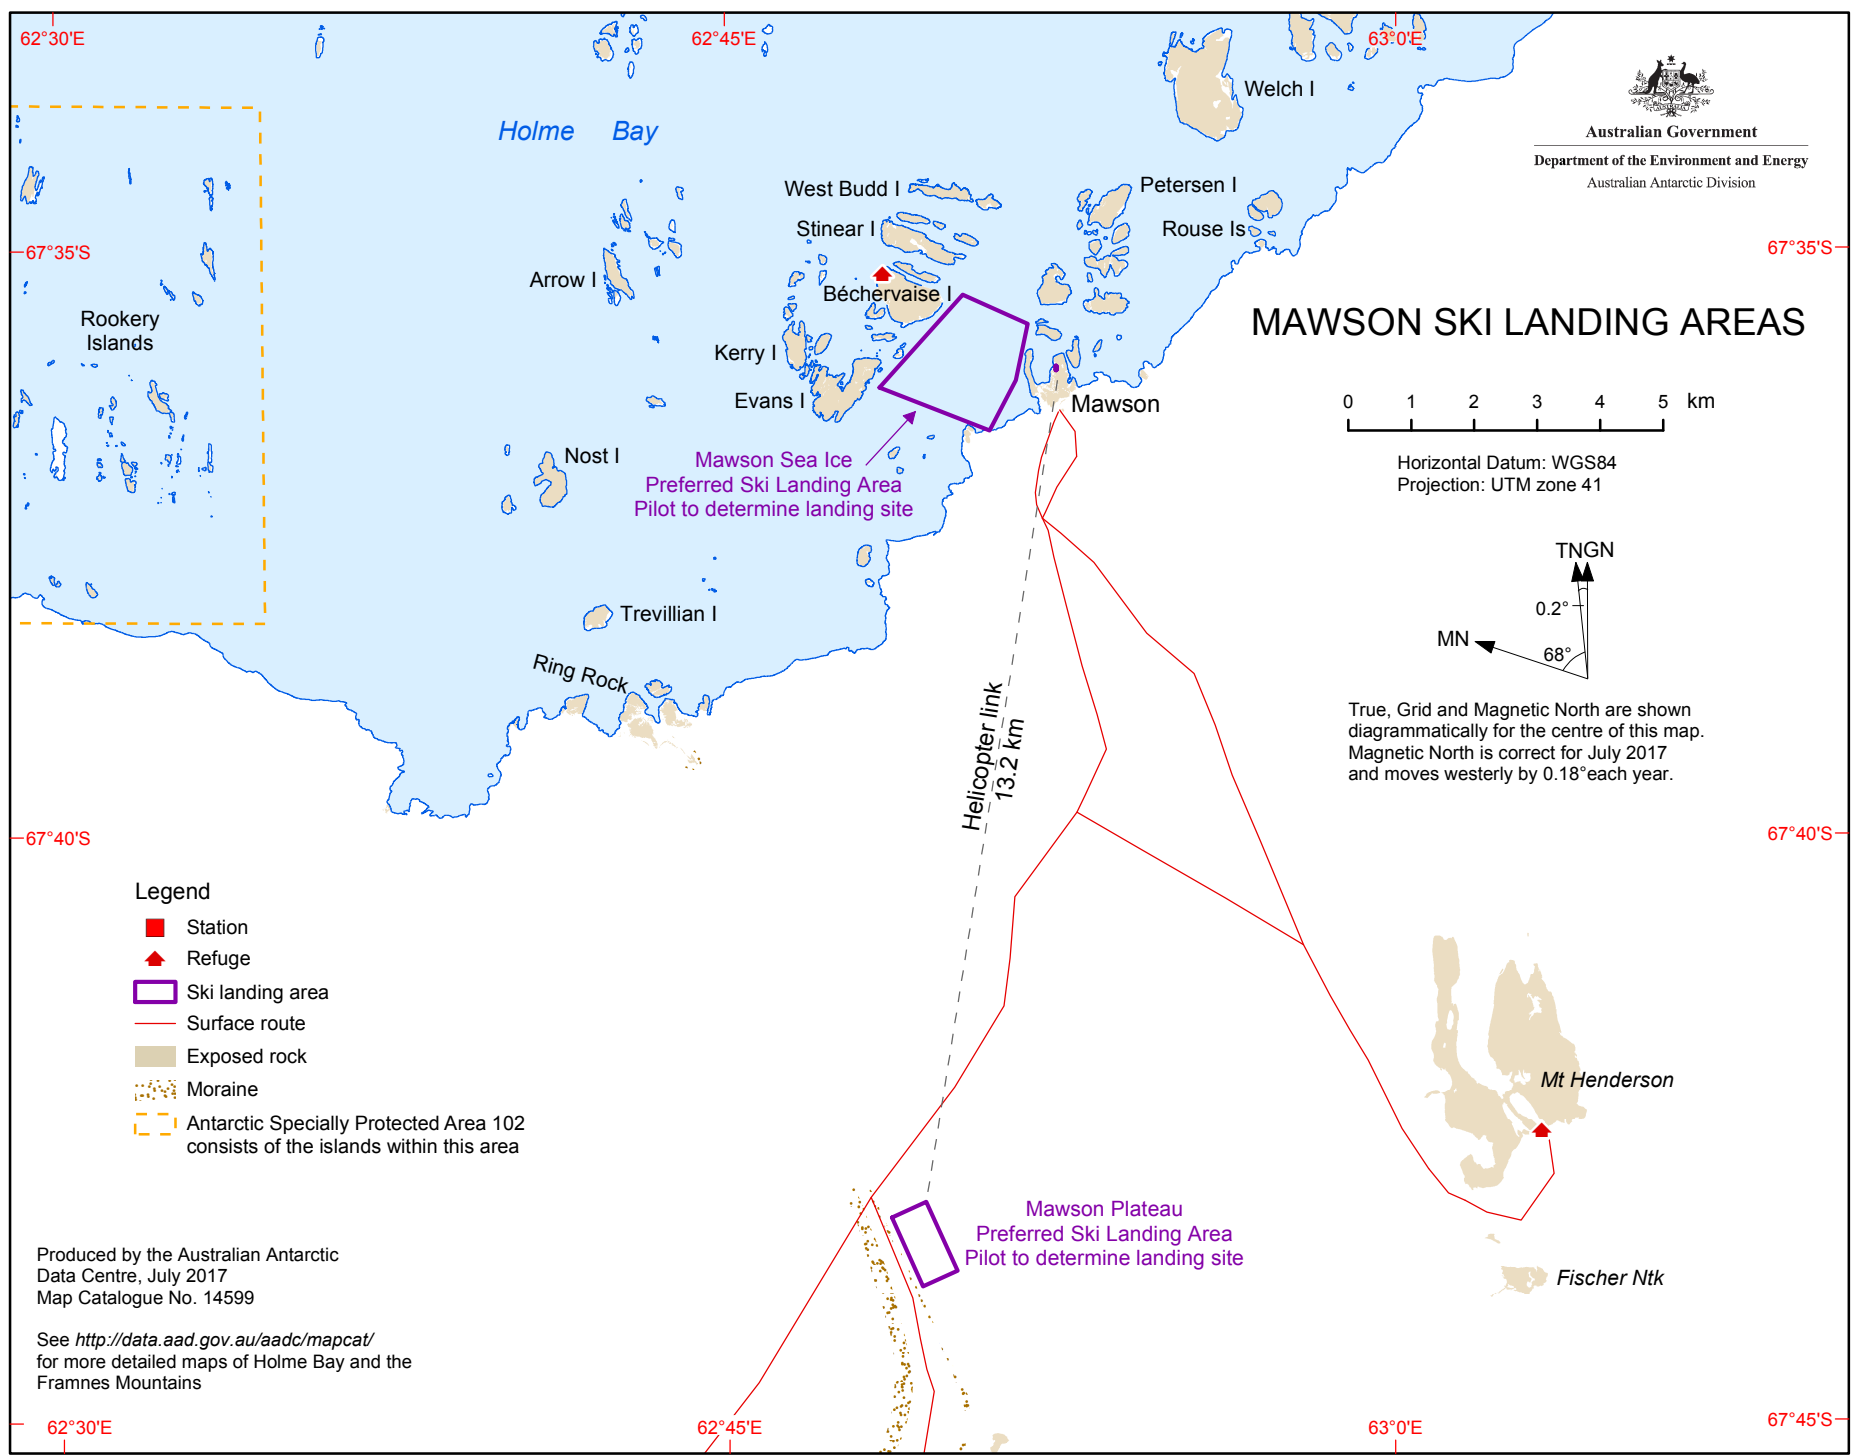 62°30'E
62°45'E
63°0'E
Welch I
Holme Bay
Australian Government
Department of the Environment and Energy
Australian Antarctic Division
West Budd I
Petersen I
Stinear I
Rouse Is
67°35'S
67°35'S
Arrow I
Béchervaise I
Rookery
Islands
MAWSON SKI LANDING AREAS
Kerry I
Evans I
Mawson
0 1 2 3 4 5 km
Nost I
Mawson Sea Ice
Preferred Ski Landing Area
Pilot to determine landing site
Horizontal Datum: WGS84
Projection: UTM zone 41
TNGN
0.2°
MN
68°
Trevillian I
Ring Rock
Helicopter link
13.2 km
True, Grid and Magnetic North are shown
diagrammatically for the centre of this map.
Magnetic North is correct for July 2017
and moves westerly by 0.18°each year.
67°40'S
67°40'S
Legend
Station
Refuge
Ski landing area
Surface route
Exposed rock
Moraine
Antarctic Specially Protected Area 102
consists of the islands within this area
Mt Henderson
Mawson Plateau
Preferred Ski Landing Area
Pilot to determine landing site
Fischer Ntk
Produced by the Australian Antarctic
Data Centre, July 2017
Map Catalogue No. 14599
See http://data.aad.gov.au/aadc/mapcat/
for more detailed maps of Holme Bay and the
Framnes Mountains
67°45'S
62°30'E
62°45'E
63°0'E